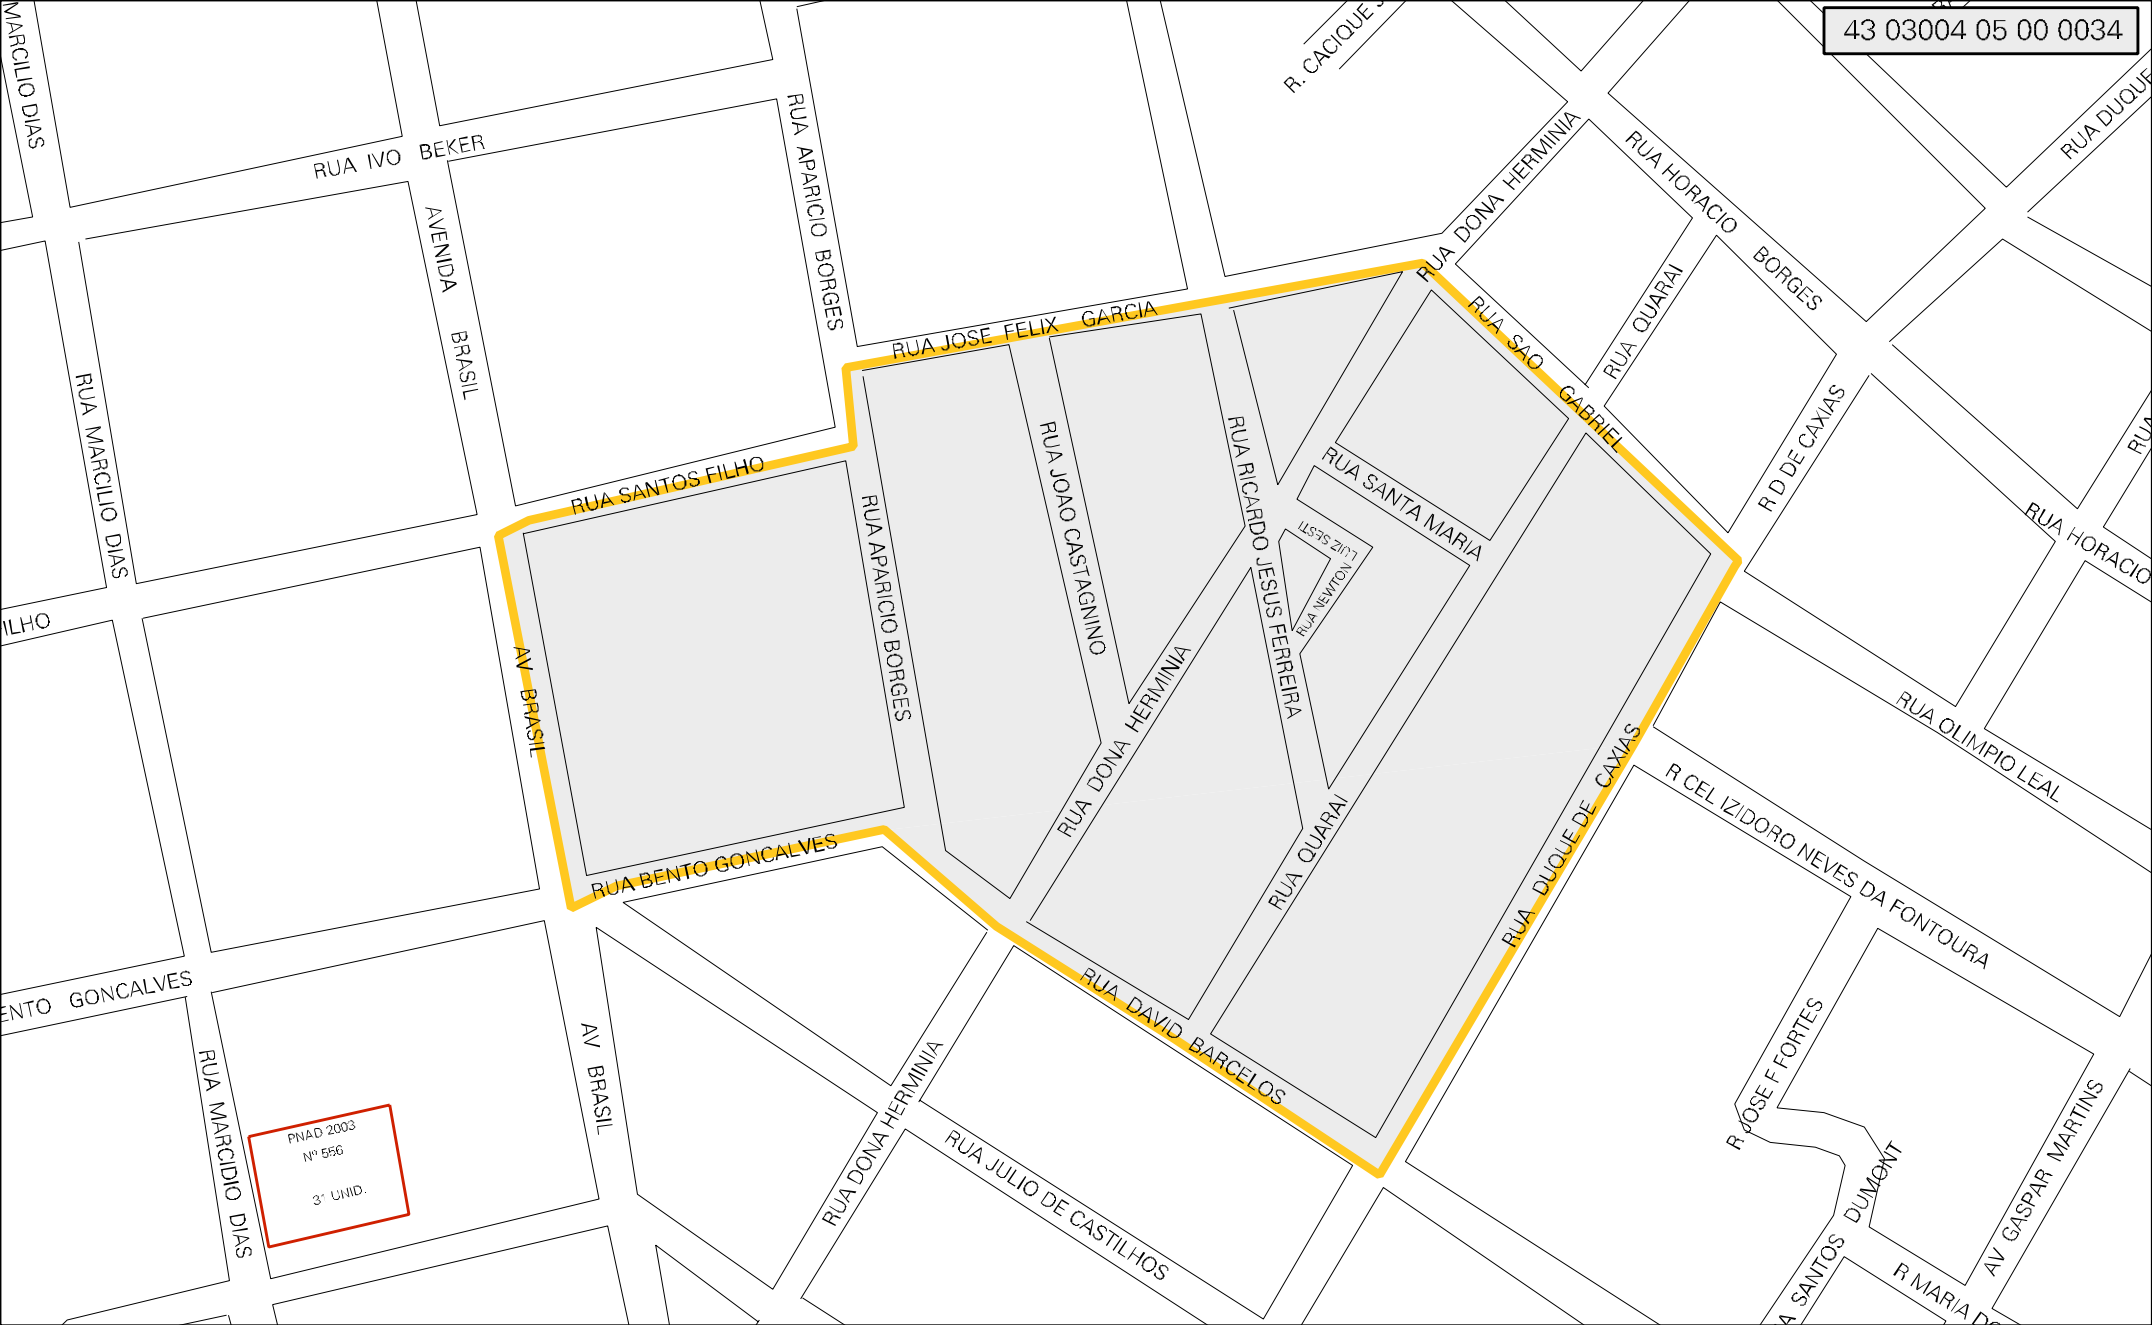 43 03004 05 00 0034
MARCILIO DIAS
R. CACIQUE
RUA DUQUE
RUA IVO BEKER
RUA APARICIO BORGES
RUA DONA HERMINIA
RUA HORACIO BORGES
AVENIDA BRASIL
RUA QUARAI
RUA JOSE FELIX GARCIA
RUA SAO GABRIEL
RUA MARCILIO DIAS
R D DE CAXIAS
RUA
RUA SANTOS FILHO
RUA JOAO CASTAGNINO
RUA RICARDO JESUS FERREIRA
RUA SANTA MARIA
RUA HORACIO
RUA APARICIO BORGES
LUIZ SESTI
RUA NEWTON
ILHO
AV BRASIL
RUA DONA HERMINIA
RUA OLIMPIO LEAL
RUA DUQUE DE CAXIAS
R CEL IZIDORO NEVES DA FONTOURA
RUA QUARAI
RUA BENTO GONCALVES
ENTO GONCALVES
RUA DAVID BARCELOS
R JOSE F FORTES
AV BRASIL
RUA MARCIDIO DIAS
RUA DONA HERMINIA
RUA JULIO DE CASTILHOS
AV GASPAR MARTINS
PNAD 2003
Nº 556
31 UNID.
A SANTOS DUMONT
R MARIA DO